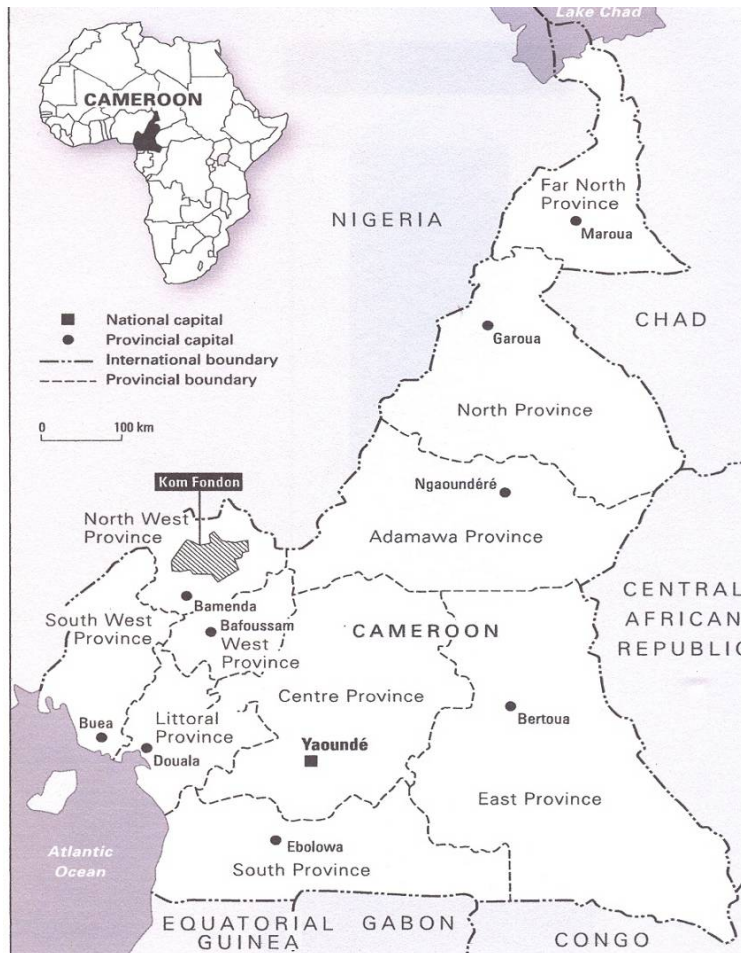 Lake Chad
CAMEROON
Far North
Province
Maroua
NIGERIA
CHAD
National capital
Provincial capital
International boundary
Provincial boundary
Garoua
North Province
0 100 km
Kom Fondon
Ngaoundéré
North West
Province
Adamawa Province
CENTRAL
AFRICAN
REPUBLIC
Bamenda
South West
Province
Bafoussam
West
Province
CAMEROON
Centre Province
Buea
Littoral
Province
Douala
Yaoundé
Bertoua
East Province
Atlantic
Ocean
Ebolowa
South Province
EQUATORIAL
GUINEA
GABON
CONGO